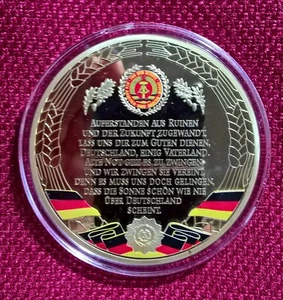 AUFERSTANDEN AUS RUINEN
UND DER ZUKUNFT ZUGEWANDT,
LASS UNS DIR ZUM GUTEN DIENEN,
DEUTSCHLAND, EINIG VATERLAND.
ALTE NOT GILT ES ZU ZWINGEN,
UND WIR ZWINGEN SIE VEREINT,
DENN ES MUSS UNS DOCH GELINGEN,
DASS DIE SONNE SCHÖN WIE NIE
ÜBER DEUTSCHLAND
SCHEINT.